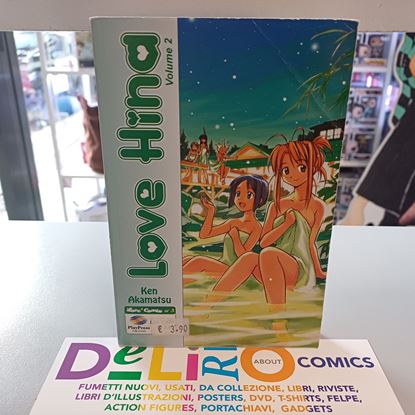 Love Hina
Volume 2
Ken
Akamatsu
PlayPress
€ 3.90
DeLiRiO
ABOUT
COMICS
FUMETTI NUOVI, USATI, DA COLLEZIONE, LIBRI, RIVISTE,
LIBRI D'ILLUSTRAZIONI, POSTERS, DVD, T-SHIRTS, FELPE,
ACTION FIGURES, PORTACHIAVI, GADGETS